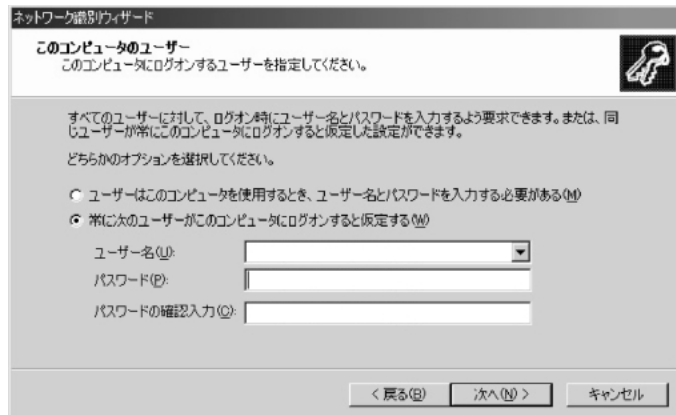 ネットワーク識別ウィザード
このコンピュータのユーザー
このコンピュータにログオンするユーザーを指定してください。
すべてのユーザーに対して、ログオン時にユーザー名とパスワードを入力するよう要求できます。または、同
じユーザーが常にこのコンピュータにログオンすると仮定した設定ができます。
どちらかのオプションを選択してください。
ユーザーはこのコンピュータを使用するとき、ユーザー名とパスワードを入力する必要がある(M)
常に次のユーザーがこのコンピュータにログオンすると仮定する(W)
ユーザー名(U):
パスワード(P):
パスワードの確認入力(C):
< 戻る(B) 次へ(N) > キャンセル